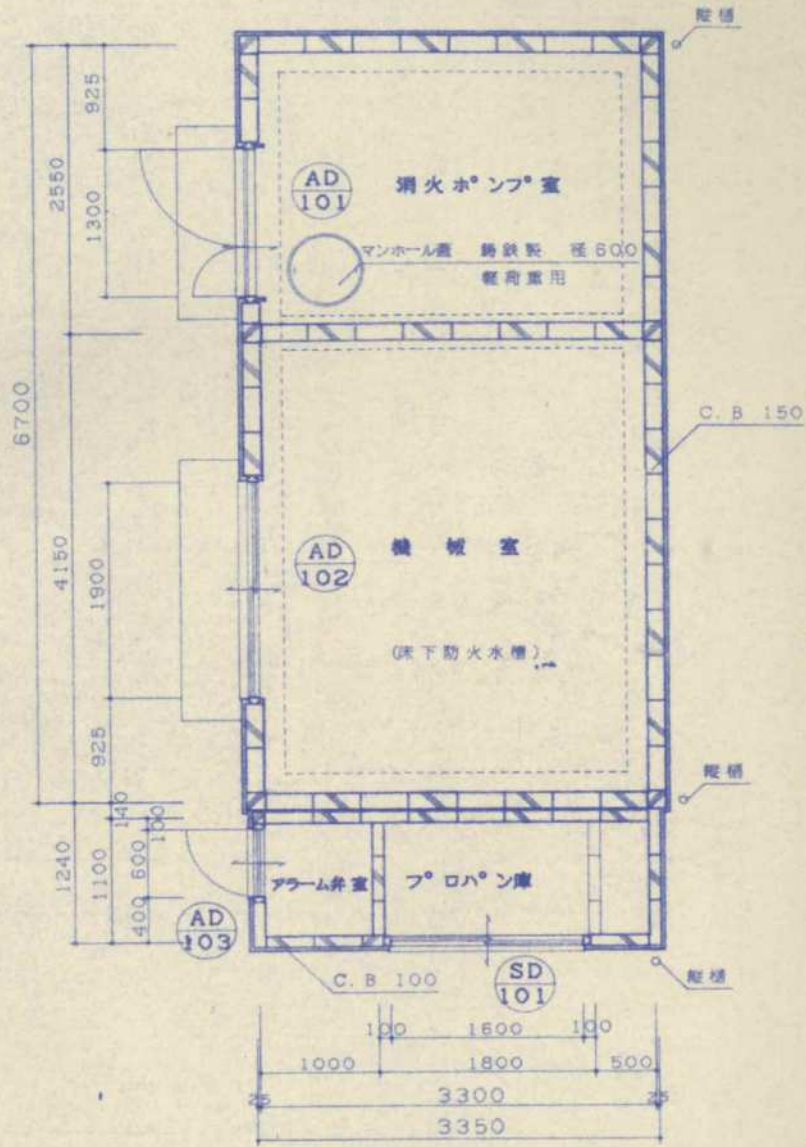 縦樋
925
2550
1300
AD
101
消火ポンプ室
マンホール蓋 鋳鉄製 径600
軽荷重用
6700
C.B 150
4150
1900
AD
102
機械室
(床下防火水槽)
925
縦樋
140
100
1240
1100
600
400
アラーム弁室
プロパン庫
AD
103
C.B 100
SD
101
縦樋
100
1600
100
1000
1800
500
25
3300
25
3350